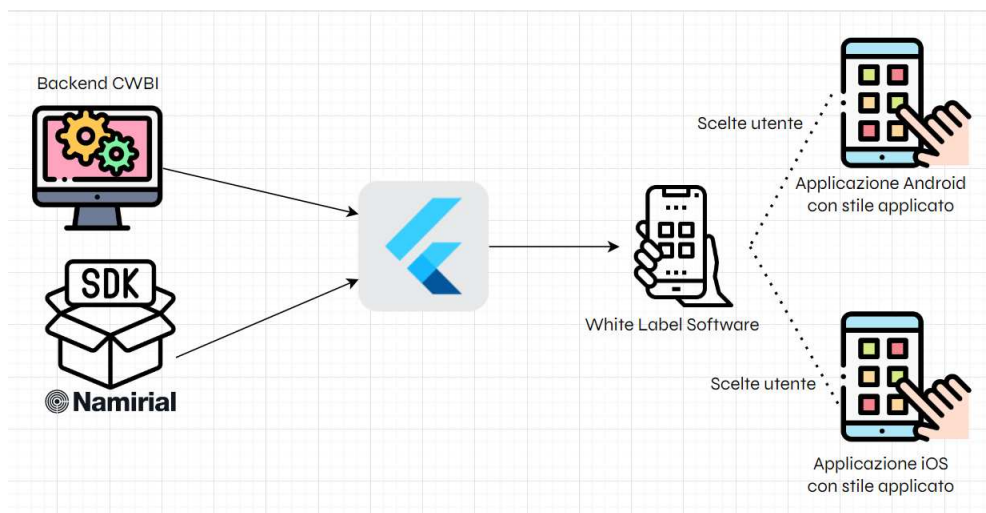 Backend CWBI
SDK
Namirial
White Label Software
Scelte utente
Applicazione Android
con stile applicato
Scelte utente
Applicazione iOS
con stile applicato